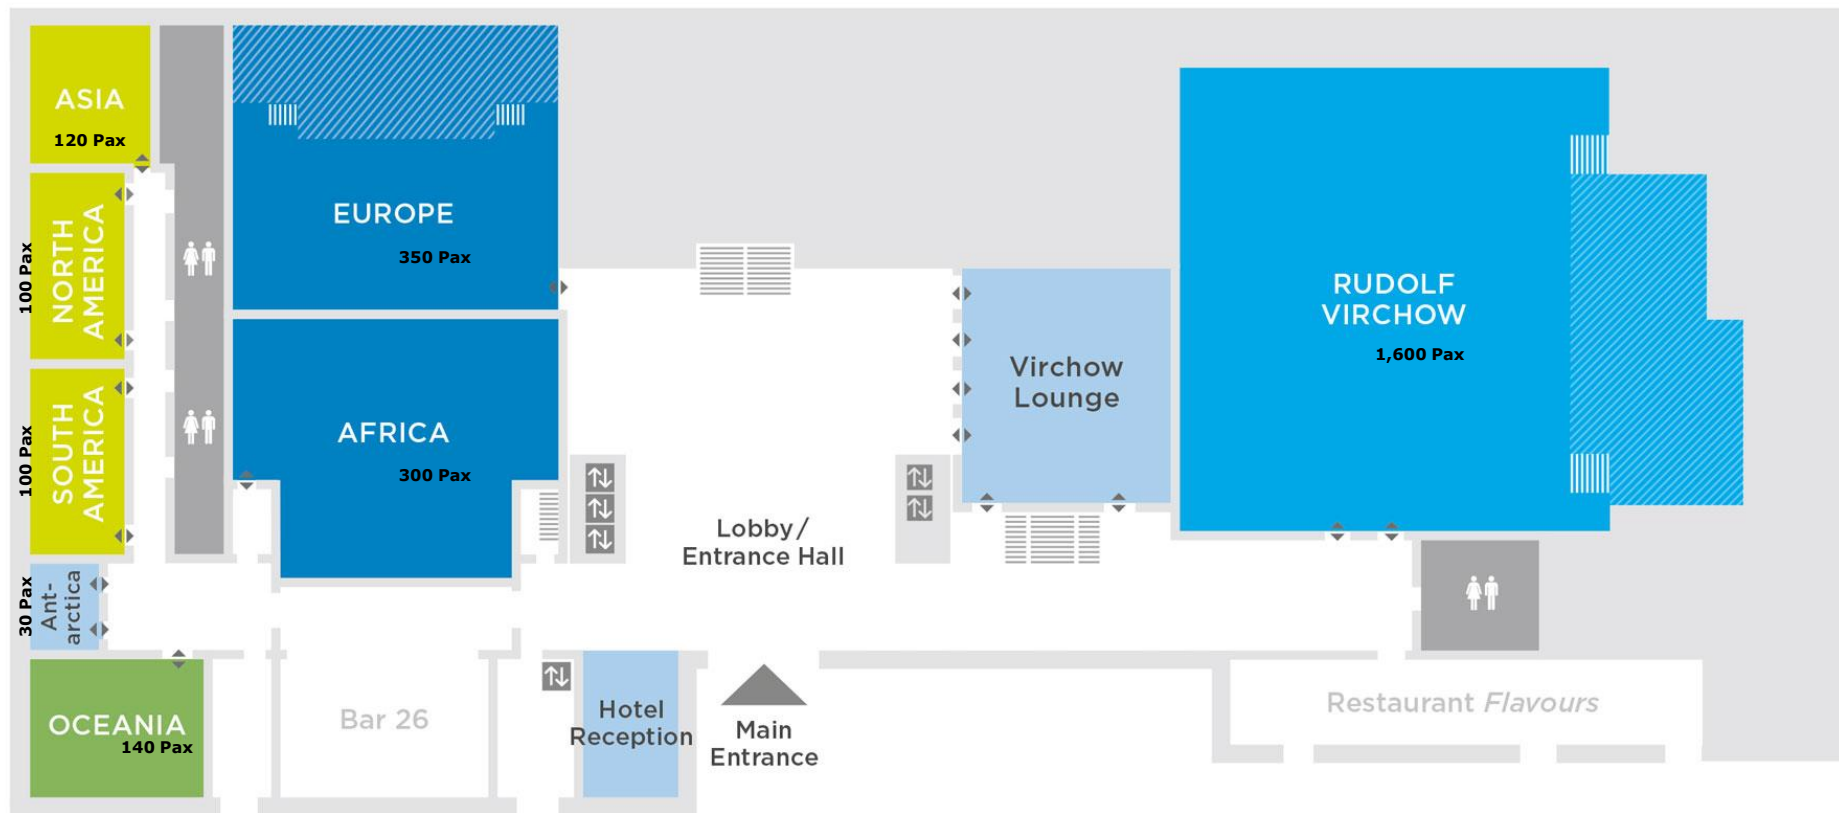 ASIA
120 Pax
NORTH
AMERICA
100 Pax
SOUTH
AMERICA
100 Pax
Ant-
arctica
30 Pax
OCEANIA
140 Pax
EUROPE
350 Pax
AFRICA
300 Pax
Bar 26
Lobby/
Entrance Hall
Hotel
Reception
Main
Entrance
Virchow
Lounge
RUDOLF
VIRCHOW
1,600 Pax
Restaurant Flavours